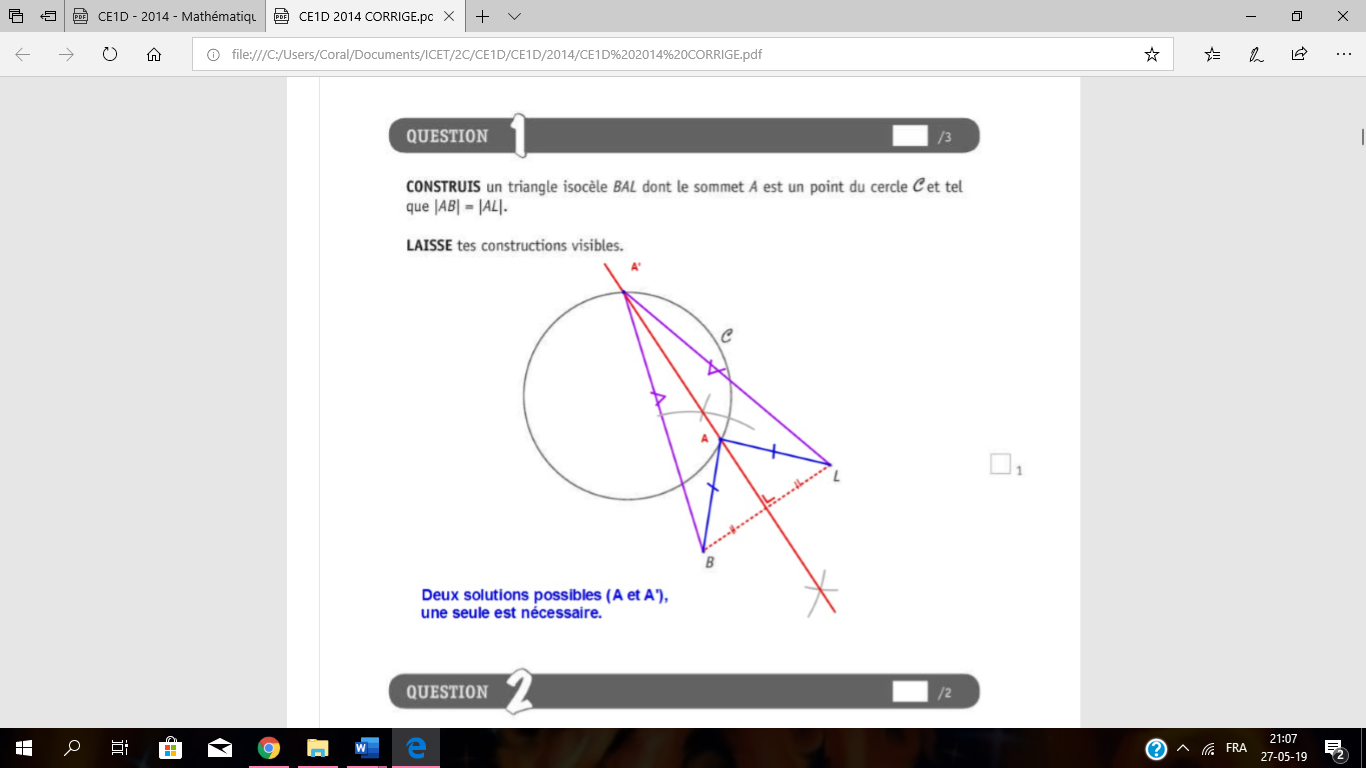 CE1D - 2014 - Mathématiqu
CE1D 2014 CORRIGE.pd
file:///C:/Users/Coral/Documents/ICET/2C/CE1D/CE1D/2014/CE1D%202014%20CORRIGE.pdf
QUESTION 1 /3
CONSTRUIS un triangle isocèle BAL dont le sommet A est un point du cercle C et tel
que |AB| = |AL|.
LAISSE tes constructions visibles.
A'
C
A
L
1
B
Deux solutions possibles (A et A'),
une seule est nécessaire.
QUESTION 2 /2
FRA
21:07
27-05-19
2